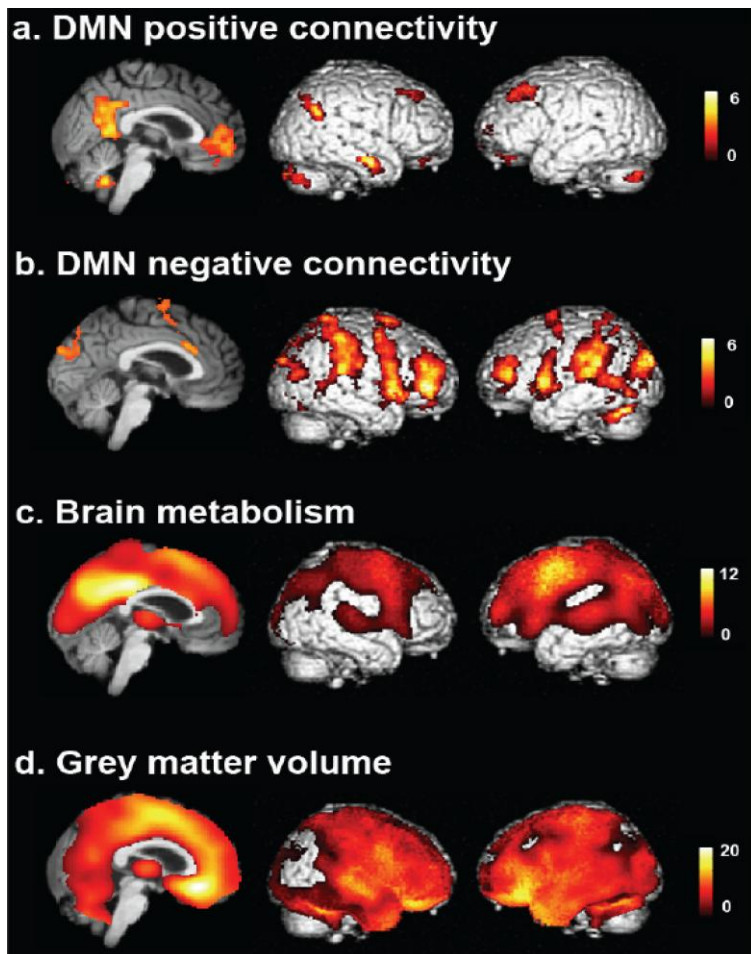 a. DMN positive connectivity
6
0
b. DMN negative connectivity
6
0
c. Brain metabolism
12
0
d. Grey matter volume
20
0